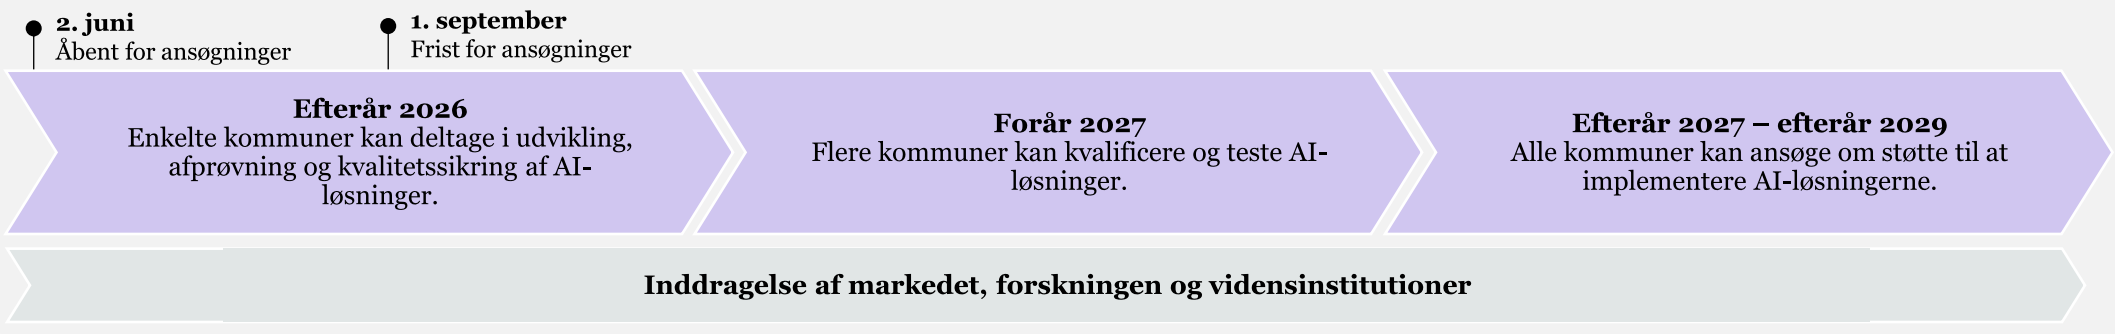 2. juni
Åbent for ansøgninger
1. september
Frist for ansøgninger
Efterår 2026
Enkelte kommuner kan deltage i udvikling,
afprøvning og kvalitetssikring af AI-
løsninger.
Forår 2027
Flere kommuner kan kvalificere og teste AI-
løsninger.
Efterår 2027 – efterår 2029
Alle kommuner kan ansøge om støtte til at
implementere AI-løsningerne.
Inddragelse af markedet, forskningen og vidensinstitutioner